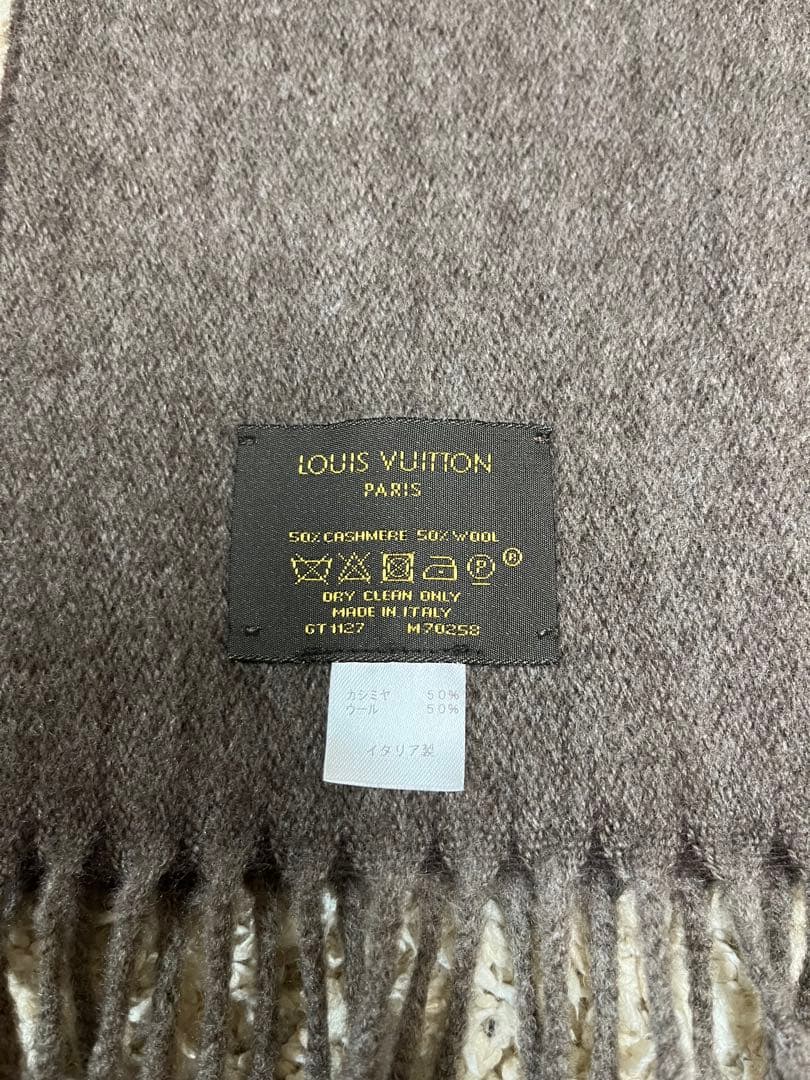 LOUIS VUITTON
PARIS
50% CASHMERE 50% WOOL
P ®
DRY CLEAN ONLY
MADE IN ITALY
GT1127 M70258
カシミヤ 50%
ウール 50%
イタリア製